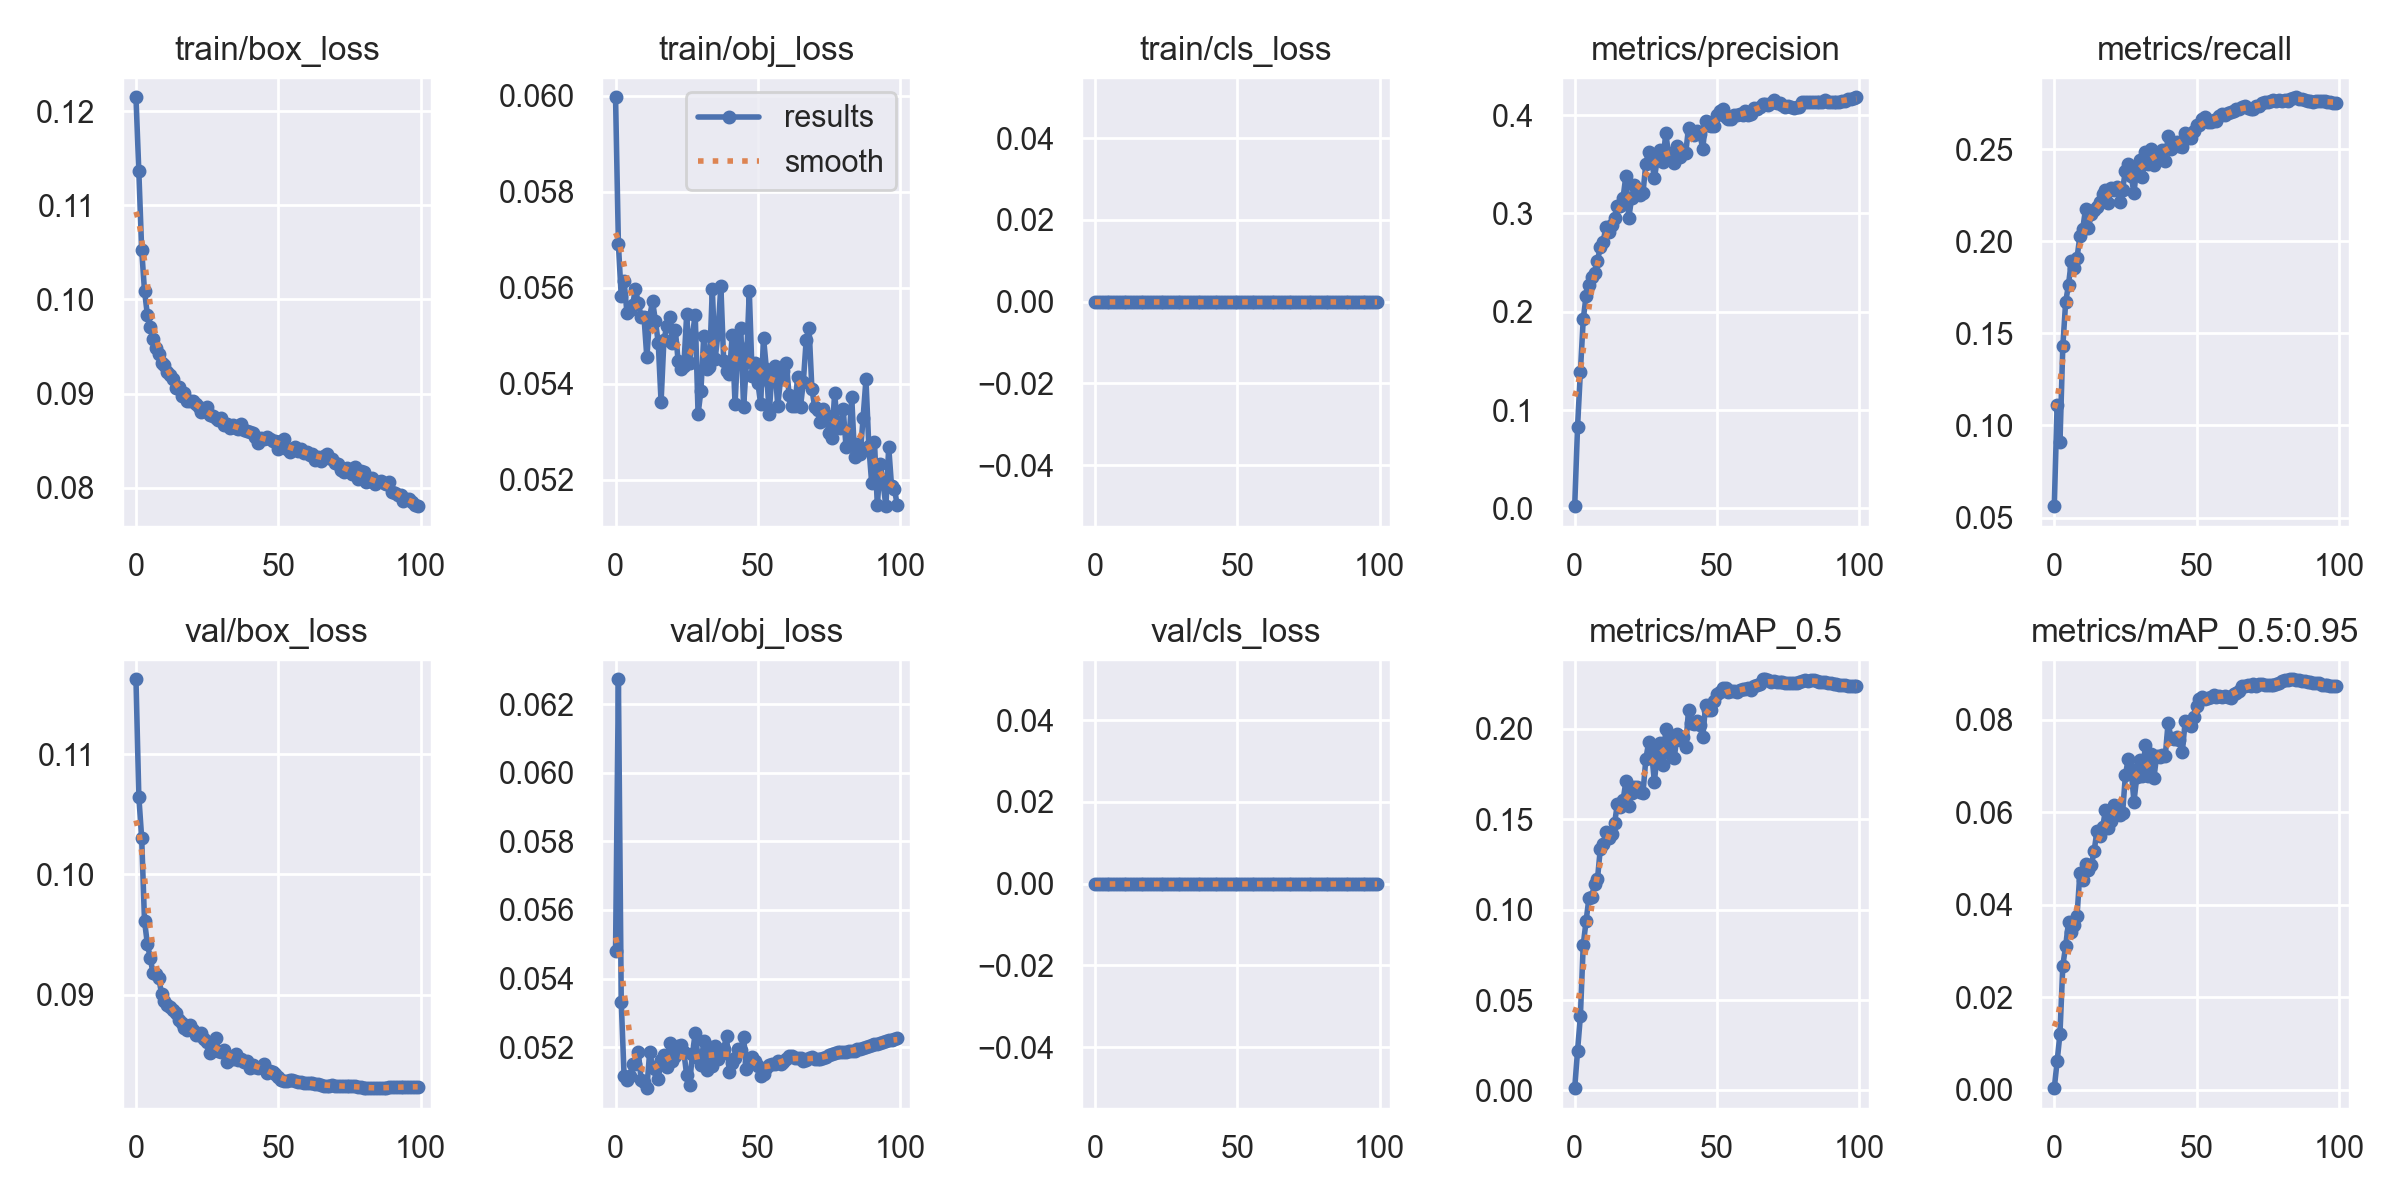 train/box_loss
0.12
0.11
0.10
0.09
0.08
0 50 100
train/obj_loss
results
smooth
0.060
0.058
0.056
0.054
0.052
0 50 100
train/cls_loss
0.04
0.02
0.00
−0.02
−0.04
0 50 100
metrics/precision
0.4
0.3
0.2
0.1
0.0
0 50 100
metrics/recall
0.25
0.20
0.15
0.10
0.05
0 50 100
val/box_loss
0.11
0.10
0.09
0 50 100
val/obj_loss
0.062
0.060
0.058
0.056
0.054
0.052
0 50 100
val/cls_loss
0.04
0.02
0.00
−0.02
−0.04
0 50 100
metrics/mAP_0.5
0.20
0.15
0.10
0.05
0.00
0 50 100
metrics/mAP_0.5:0.95
0.08
0.06
0.04
0.02
0.00
0 50 100